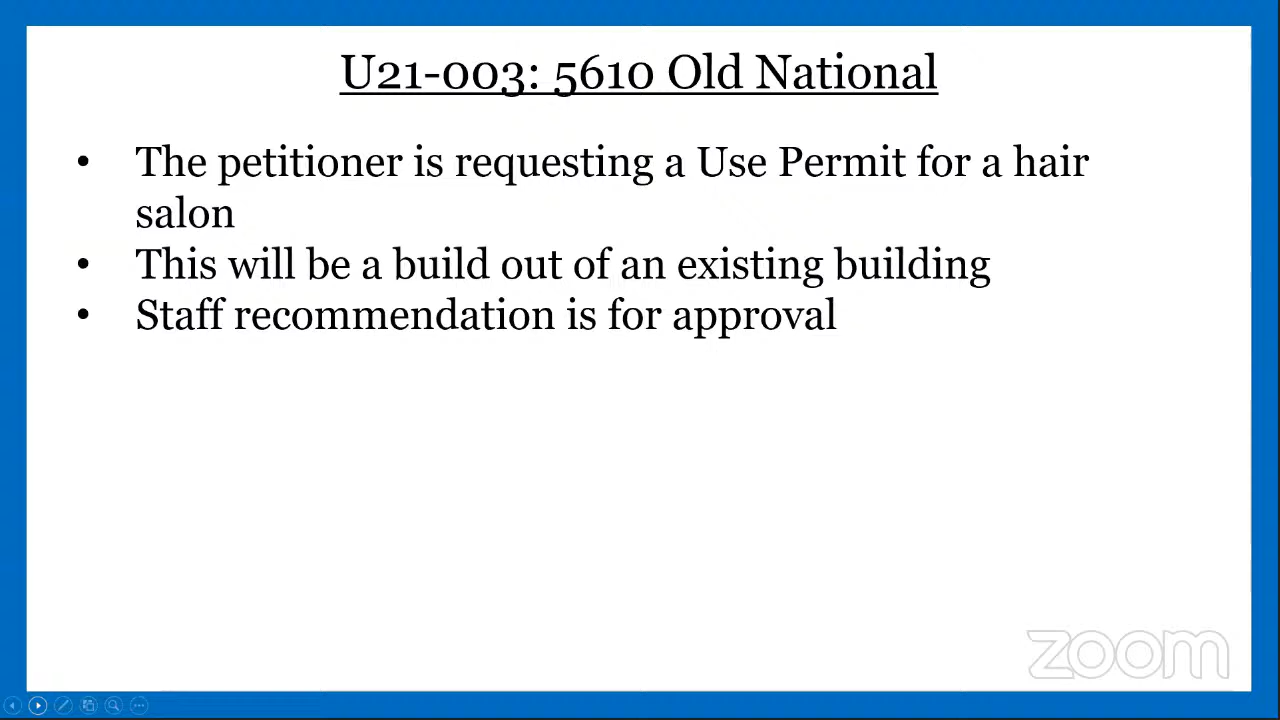 U21-003: 5610 Old National
• The petitioner is requesting a Use Permit for a hair
salon
• This will be a build out of an existing building
• Staff recommendation is for approval
zoom